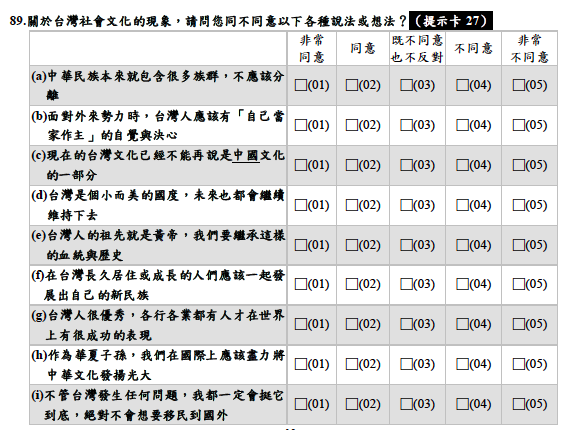 89.關於台灣社會文化的現象，請問您同不同意以下各種說法或想法？（提示卡 27）
非常 同意 既不同意 不同意 非常
同意 也不反對 不同意
(a)中華民族本來就包含很多族群，不應該分 □(01) □(02) □(03) □(04) □(05)
離
(b)面對外來勢力時，台灣人應該有「自己當 □(01) □(02) □(03) □(04) □(05)
家作主」的自覺與決心
(c)現在的台灣文化已經不能再說是中國文化 □(01) □(02) □(03) □(04) □(05)
的一部分
(d)台灣是個小而美的國度，未來也都會繼續 □(01) □(02) □(03) □(04) □(05)
維持下去
(e)台灣人的祖先就是黃帝，我們要繼承這樣 □(01) □(02) □(03) □(04) □(05)
的血統與歷史
(f)在台灣長久居住或成長的人們應該一起發 □(01) □(02) □(03) □(04) □(05)
展出自己的新民族
(g)台灣人很優秀，各行各業都有人才在世界 □(01) □(02) □(03) □(04) □(05)
上有很成功的表現
(h)作為華夏子孫，我們在國際上應該盡力將 □(01) □(02) □(03) □(04) □(05)
中華文化發揚光大
(i)不管台灣發生任何問題，我都一定會挺它 □(01) □(02) □(03) □(04) □(05)
到底，絕對不會想要移民到國外